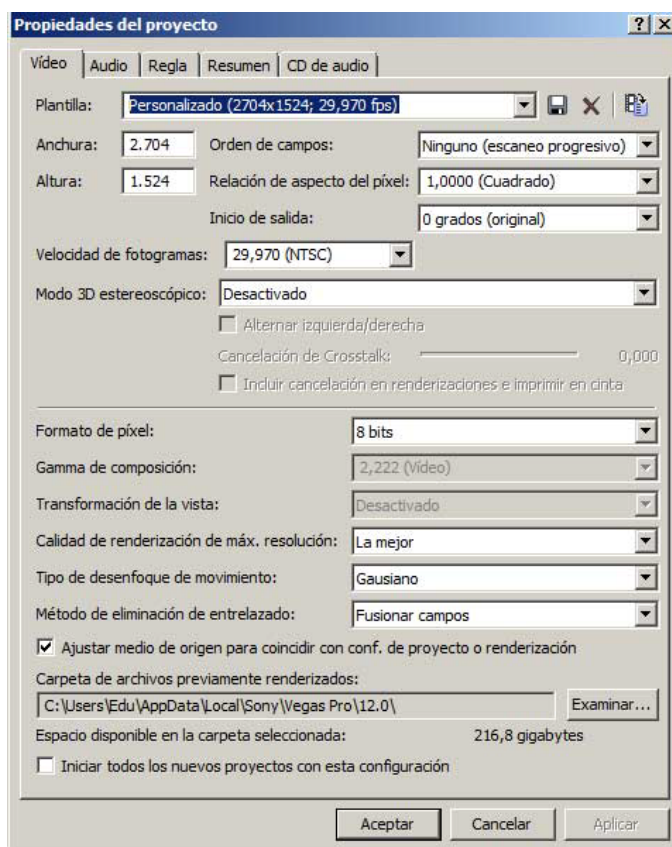 Propiedades del proyecto
Vídeo Audio Regla Resumen CD de audio
Plantilla: Personalizado (2704x1524; 29,970 fps)
Anchura: 2.704 Orden de campos: Ninguno (escaneo progresivo)
Altura: 1.524 Relación de aspecto del píxel: 1,0000 (Cuadrado)
Inicio de salida: 0 grados (original)
Velocidad de fotogramas: 29,970 (NTSC)
Modo 3D estereoscópico: Desactivado
Alternar izquierda/derecha
Cancelación de Crosstalk: 0,000
Incluir cancelación en renderizaciones e imprimir en cinta
Formato de píxel: 8 bits
Gamma de composición: 2,222 (Vídeo)
Transformación de la vista: Desactivado
Calidad de renderización de máx. resolución: La mejor
Tipo de desenfoque de movimiento: Gausiano
Método de eliminación de entrelazado: Fusionar campos
Ajustar medio de origen para coincidir con conf. de proyecto o renderización
Carpeta de archivos previamente renderizados:
C:\Users\Edu\AppData\Local\Sony\Vegas Pro\12.0\ Examinar...
Espacio disponible en la carpeta seleccionada: 216,8 gigabytes
Iniciar todos los nuevos proyectos con esta configuración
Aceptar Cancelar Aplicar